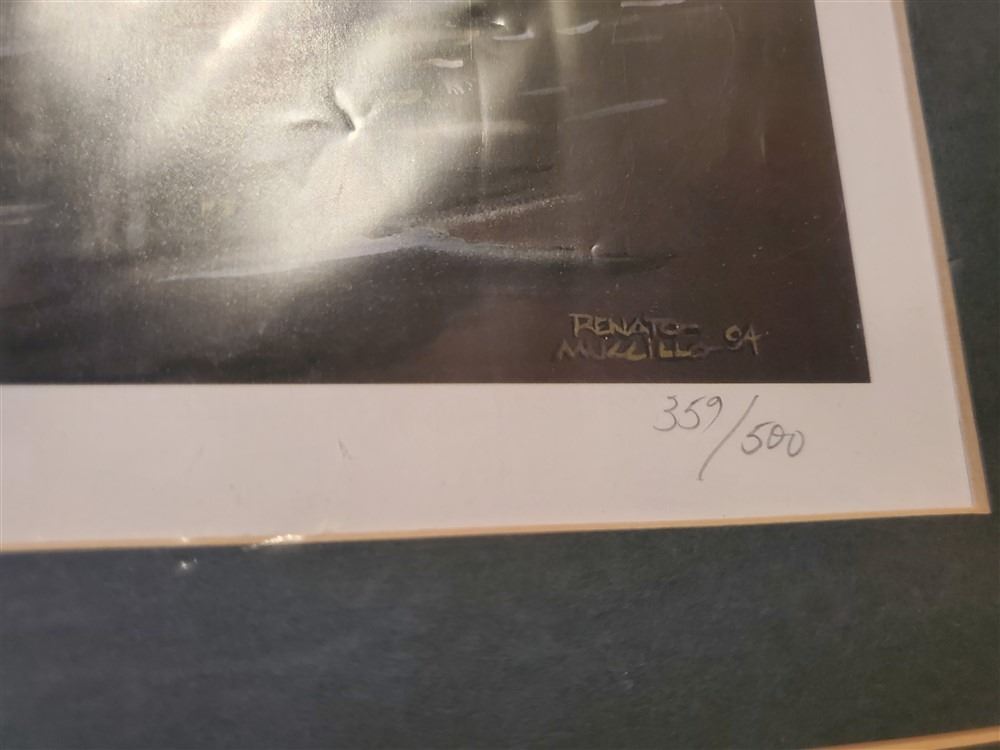 RENATO
MUCCILLO 94
359/500